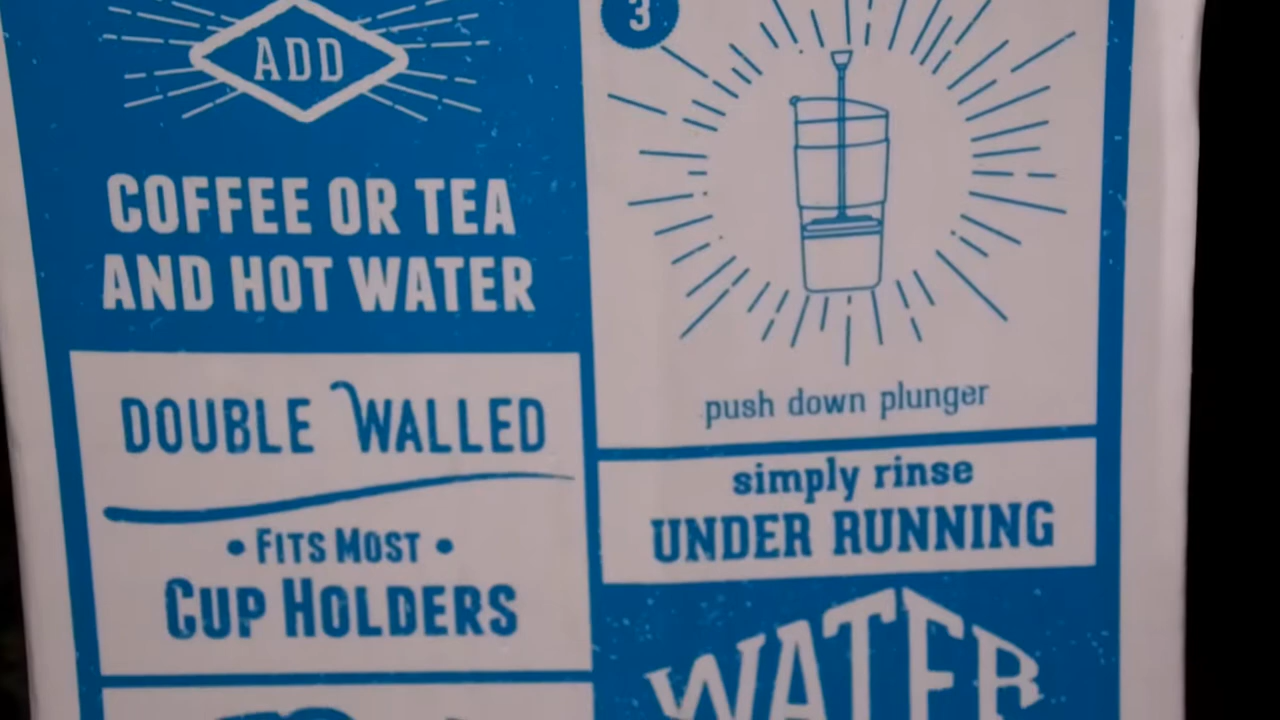 ADD
COFFEE OR TEA
AND HOT WATER
DOUBLE WALLED
• FITS MOST •
CUP HOLDERS
3
push down plunger
simply rinse
UNDER RUNNING
WATER